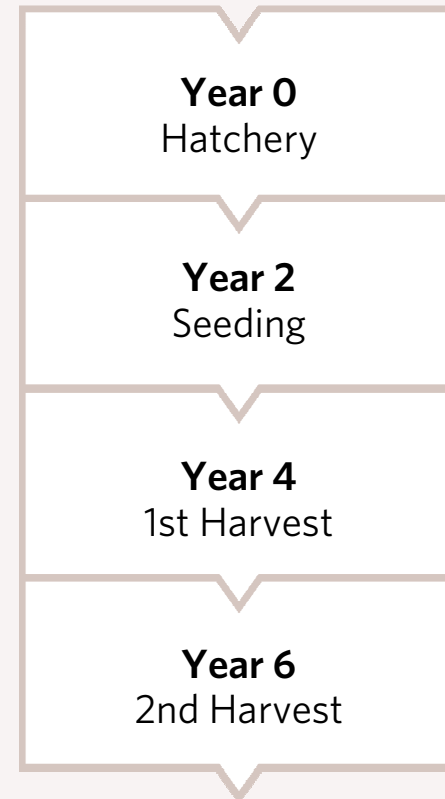 Year 0
Hatchery
Year 2
Seeding
Year 4
1st Harvest
Year 6
2nd Harvest